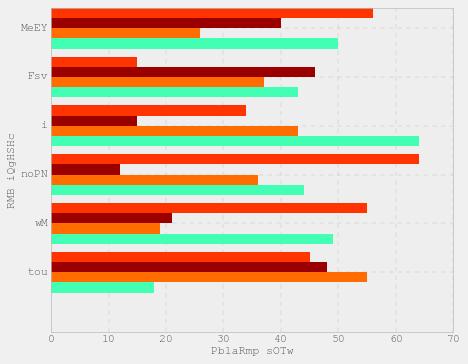 MeEY
Fsv
i
noPN
wM
tou
RMB iQgHSHc
0 10 20 30 40 50 60 70
PblaRmp sOTw